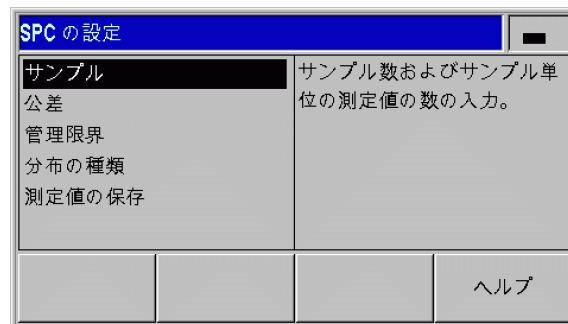 SPC の設定
サンプル
公差
管理限界
分布の種類
測定値の保存
サンプル数およびサンプル単
位の測定値の数の入力。
ヘルプ